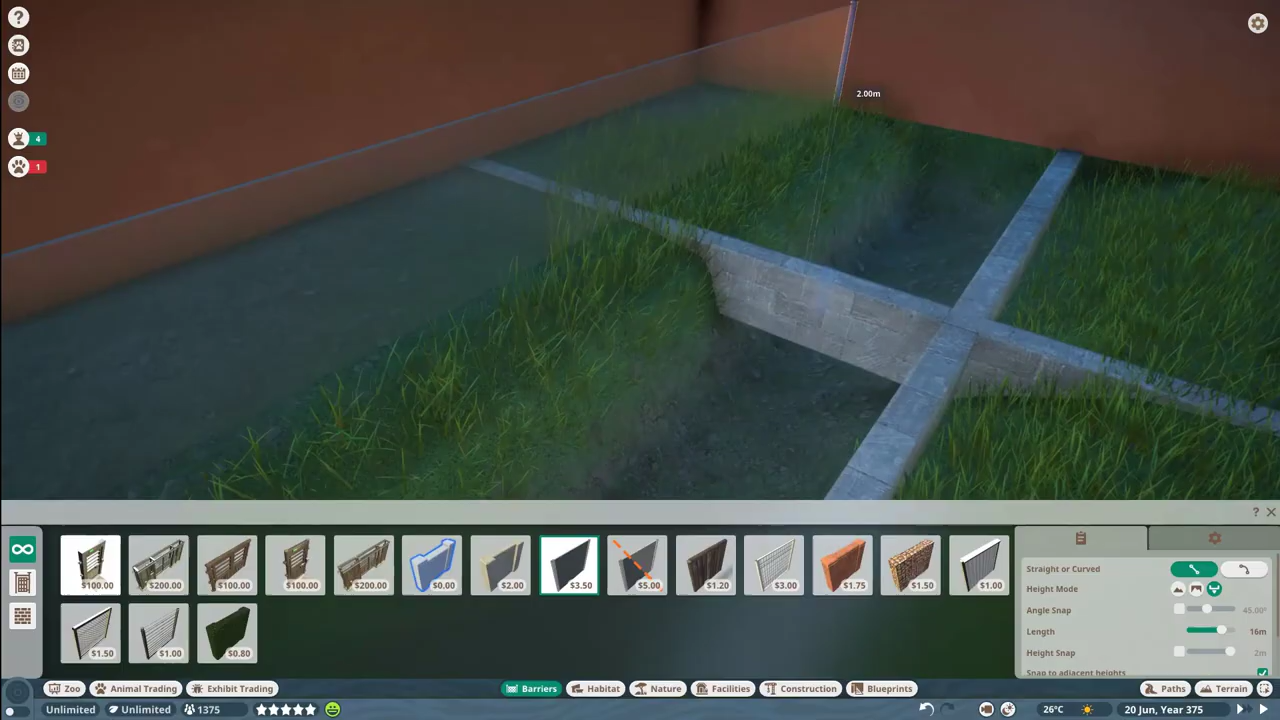 ?
4
1
2.00m
? ×
$100.00 $200.00 $100.00 $100.00 $200.00 $0.00 $2.00 $3.50 $5.00 $1.20 $3.00 $1.75 $1.50 $1.00
$1.50 $1.00 $0.80
Straight or Curved
Height Mode
Angle Snap 45.00°
Length 16m
Height Snap 2m
Snap to adjacent heights
Zoo Animal Trading Exhibit Trading Barriers Habitat Nature Facilities Construction Blueprints Paths Terrain
Unlimited Unlimited 1375 26°C 20 Jun, Year 375